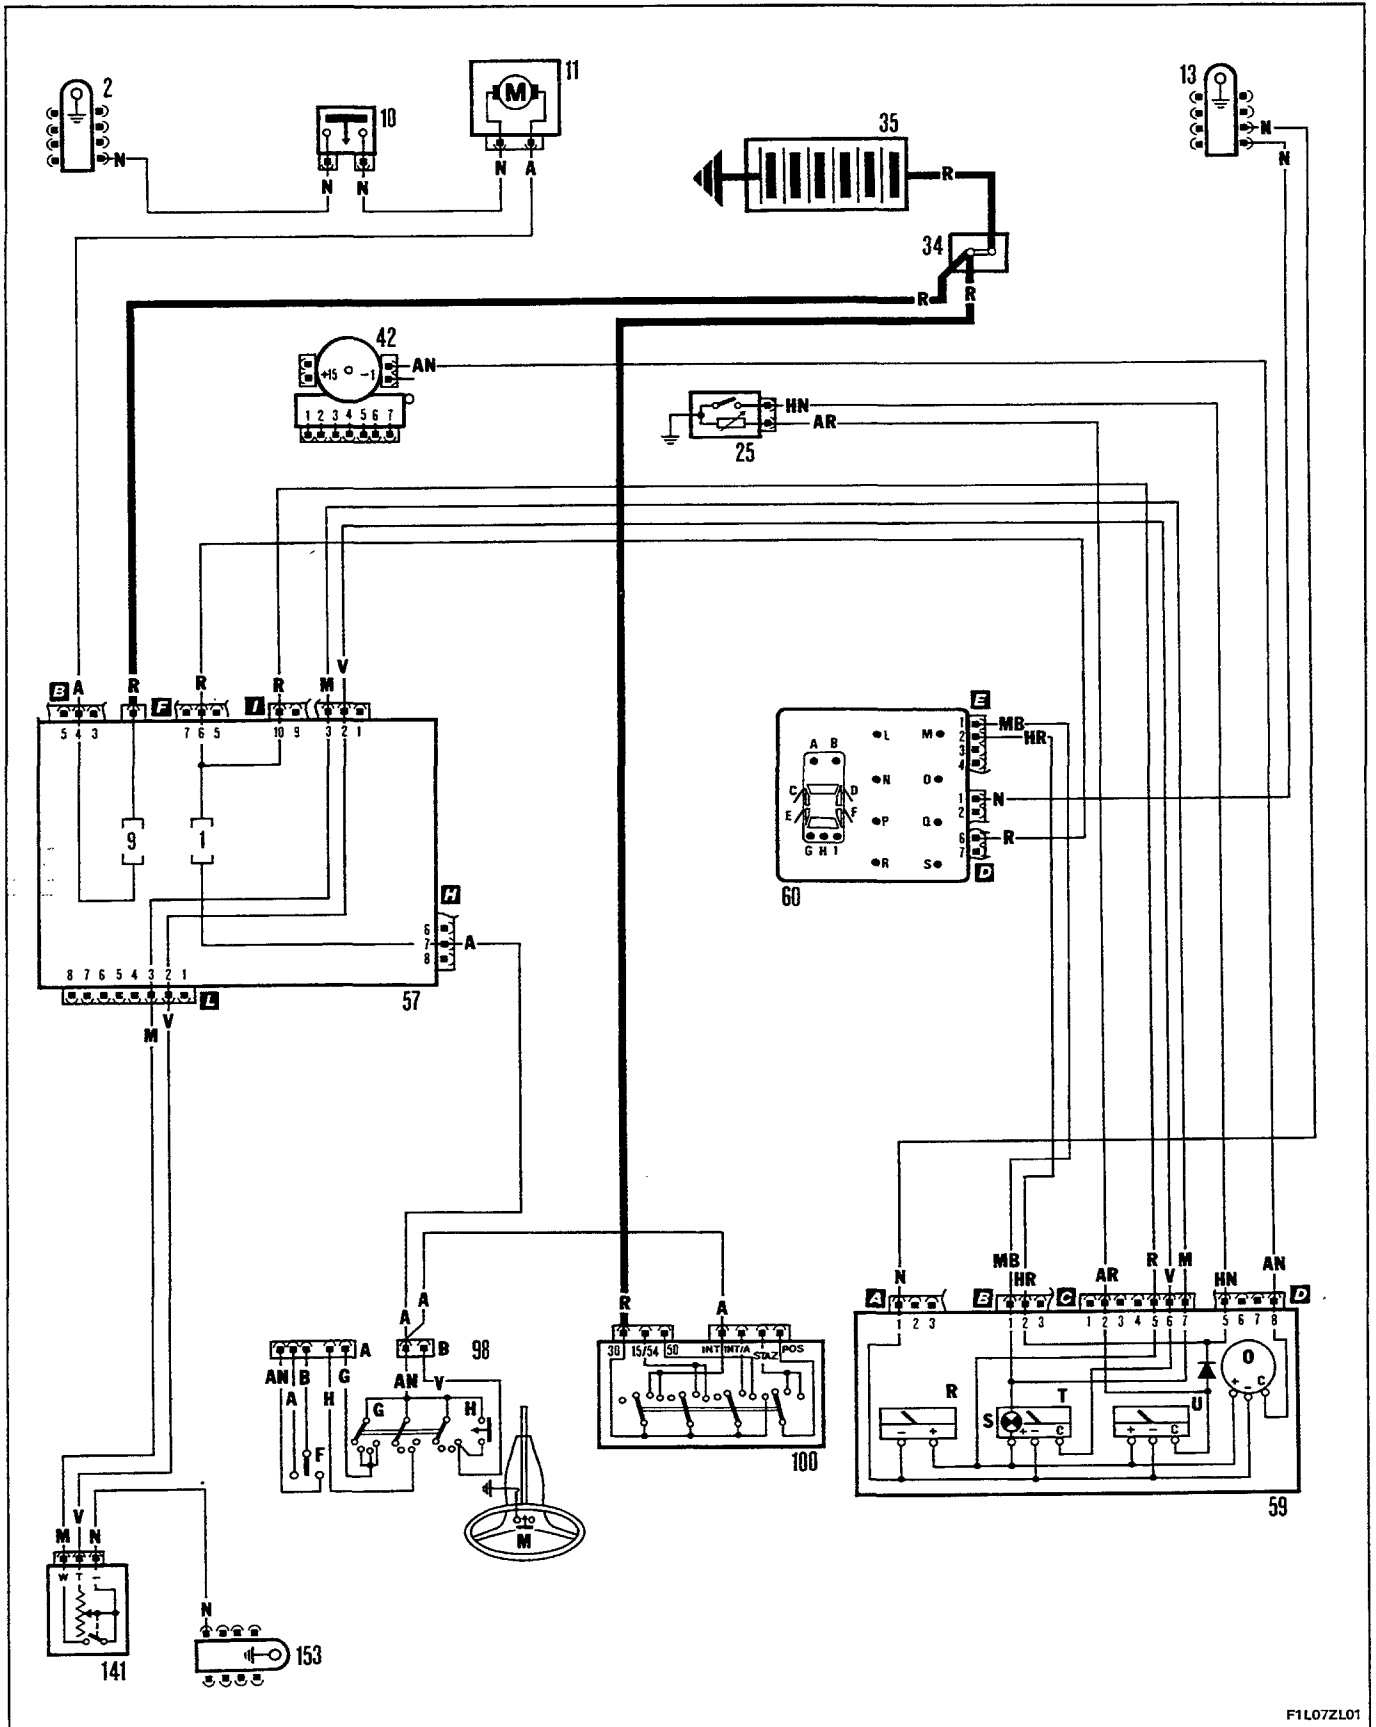 2
10
11
M
13
35
N
N
N
N
A
N
N
R
34
R
R
42
+15
-1
AN
1 2 3 4 5 6 7
HN
AR
25
B
A
R
F
R
I
R
M
V
5 4 3
7 6 5
10 9
3 2 1
9
1
H
6
7
8
A
8 7 6 5 4 3 2 1
L
57
M
V
E
1
2
3
4
MB
HR
A B
C D
E F
G H I
L
M
N
O
P
Q
R
S
1
2
N
6
7
R
D
60
N
MB
HR
AR
R
V
M
HN
AN
A
B
C
D
1 2 3
1 2 3
1 2 3 4 5 6 7
5 6 7 8
R
- +
S
T
+ - C
U
+ - C
O
+ - C
59
A
A
R
A
A
B
98
AN
A
B
H
G
AN
V
G
H
F
M
30
15/54
50
INT
INT/A
STAZ
POS
100
M
V
N
W T -
141
N
153
F1L07ZL01